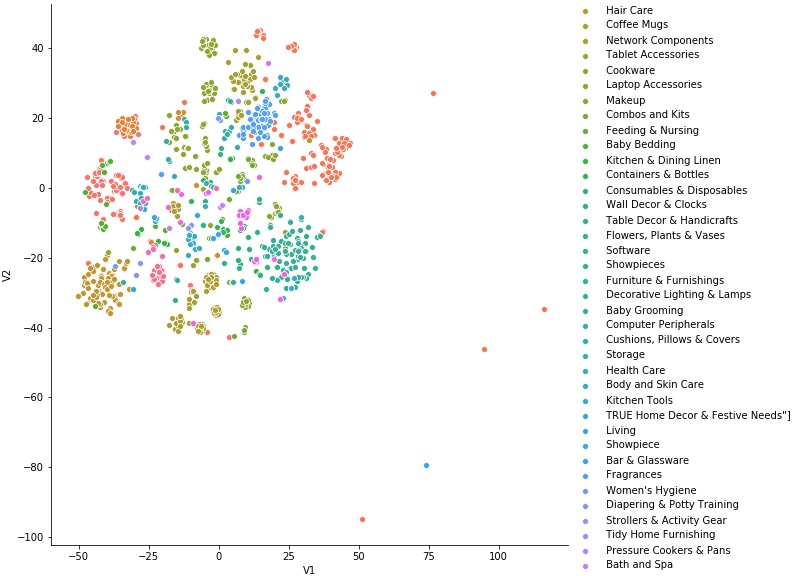 40
20
0
−20
−40
−60
−80
−100
V2
−50
−25
0
25
50
75
100
V1
Hair Care
Coffee Mugs
Network Components
Tablet Accessories
Cookware
Laptop Accessories
Makeup
Combos and Kits
Feeding & Nursing
Baby Bedding
Kitchen & Dining Linen
Containers & Bottles
Consumables & Disposables
Wall Decor & Clocks
Table Decor & Handicrafts
Flowers, Plants & Vases
Software
Showpieces
Furniture & Furnishings
Decorative Lighting & Lamps
Baby Grooming
Computer Peripherals
Cushions, Pillows & Covers
Storage
Health Care
Body and Skin Care
Kitchen Tools
TRUE Home Decor & Festive Needs"]
Living
Showpiece
Bar & Glassware
Fragrances
Women's Hygiene
Diapering & Potty Training
Strollers & Activity Gear
Tidy Home Furnishing
Pressure Cookers & Pans
Bath and Spa